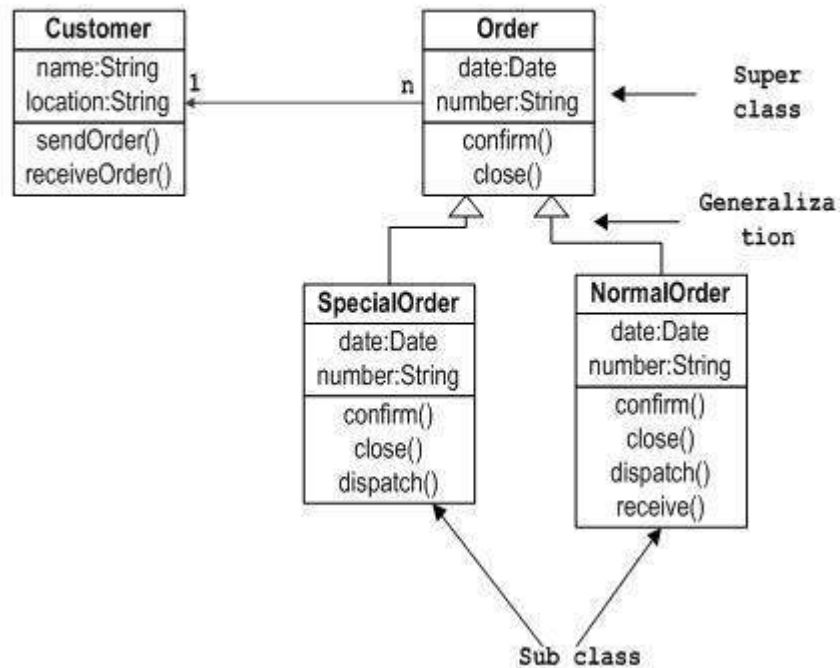 Customer
name:String
location:String
sendOrder()
receiveOrder()
1
n
Order
date:Date
number:String
confirm()
close()
Super
class
Generaliza
tion
SpecialOrder
date:Date
number:String
confirm()
close()
dispatch()
NormalOrder
date:Date
number:String
confirm()
close()
dispatch()
receive()
Sub class